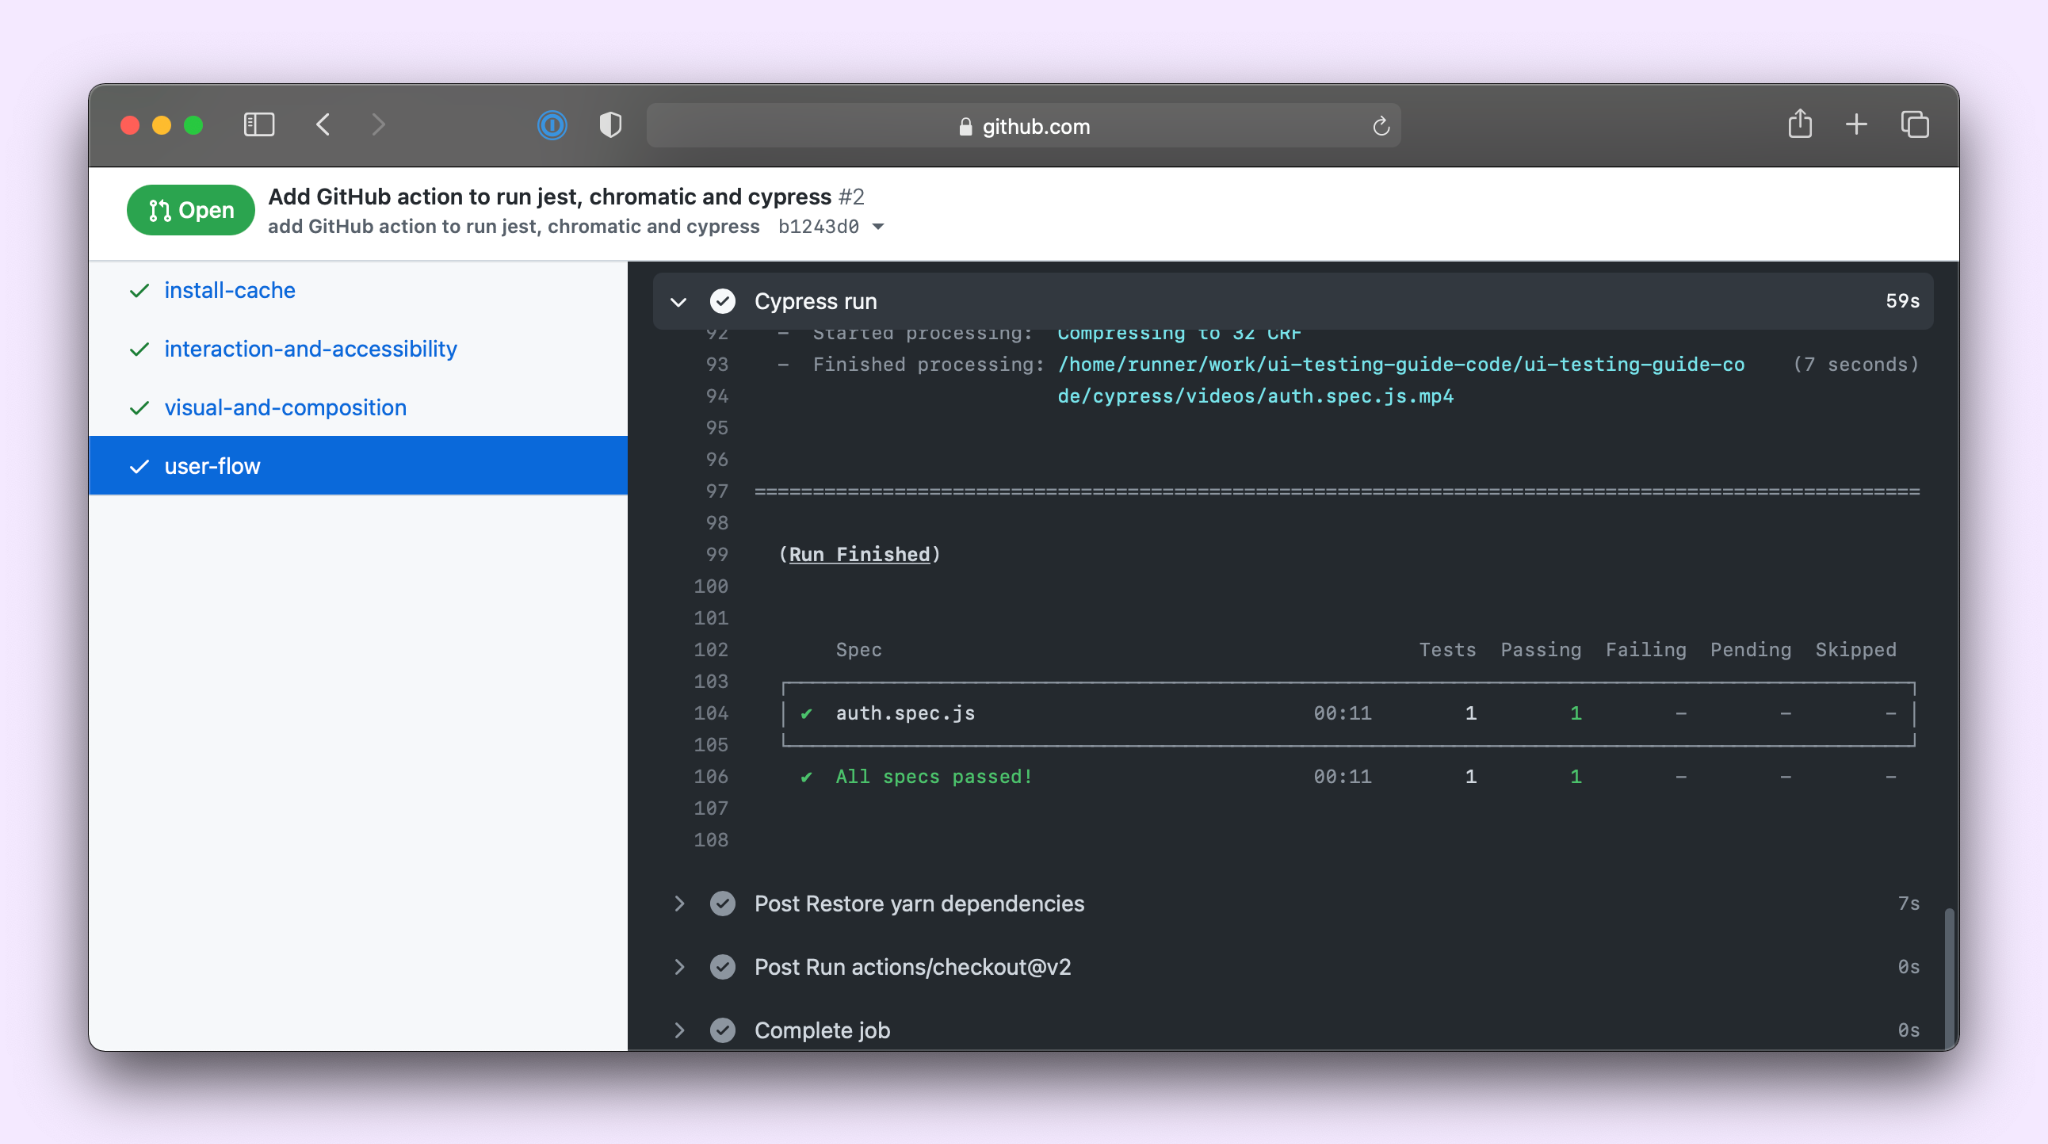 github.com
Open
Add GitHub action to run jest, chromatic and cypress #2
add GitHub action to run jest, chromatic and cypress b1243d0
install-cache
interaction-and-accessibility
visual-and-composition
user-flow
Cypress run 59s
92 - Started processing: Compressing to 32 CRF
93 - Finished processing: /home/runner/work/ui-testing-guide-code/ui-testing-guide-co (7 seconds)
94 de/cypress/videos/auth.spec.js.mp4
95
96
97 ====================================================================================================
98
99 (Run Finished)
100
101
102 Spec Tests Passing Failing Pending Skipped
103
104 ✔ auth.spec.js 00:11 1 1 - - -
105
106 ✔ All specs passed! 00:11 1 1 - - -
107
108
Post Restore yarn dependencies 7s
Post Run actions/checkout@v2 0s
Complete job 0s